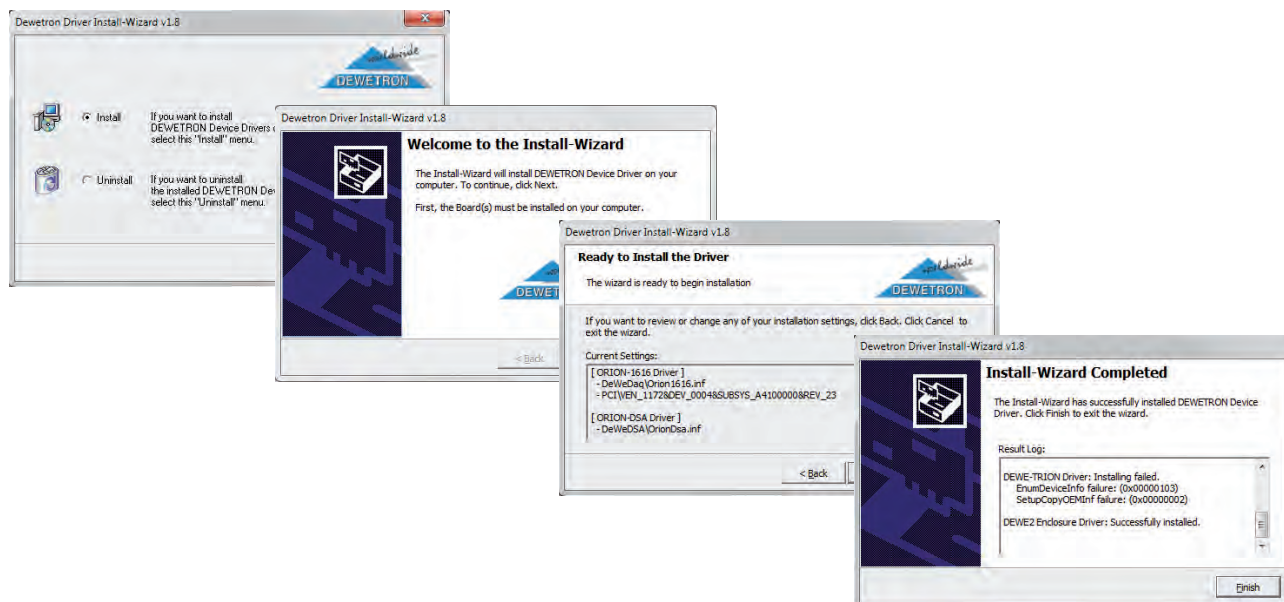 Dewetron Driver Install-Wizard v1.8
worldwide
DEWETRON
Install
If you want to install
DEWETRON Device Drivers
select this "Install" menu.
Uninstall
If you want to uninstall
the installed DEWETRON
select this "Uninstall" menu.
Dewetron Driver Install-Wizard v1.8
Welcome to the Install-Wizard
The Install-Wizard will install DEWETRON Device Driver on your
computer. To continue, click Next.
First, the Board(s) must be installed on your computer.
DEWET
< Back
Dewetron Driver Install-Wizard v1.8
Ready to Install the Driver
The wizard is ready to begin installation
worldwide
DEWETRON
If you want to review or change any of your installation settings, click Back. Click Cancel to
exit the wizard.
Current Settings:
[ ORION-1616 Driver ]
- DeWeDaq\Orion1616.inf
- PCI\VEN_1172&DEV_0004&SUBSYS_A4100000&REV_23
[ ORION-DSA Driver ]
- DeWeDSA\OrionDsa.inf
< Back
Dewetron Driver Install-Wizard v1.8
Install-Wizard Completed
The Install-Wizard has successfully installed DEWETRON Device
Driver. Click Finish to exit the wizard.
Result Log:
DEWE-TRION Driver: Installing failed.
EnumDeviceInfo failure: (0x00000103)
SetupCopyOEMInf failure: (0x00000002)
DEWE2 Enclosure Driver: Successfully installed.
Finish